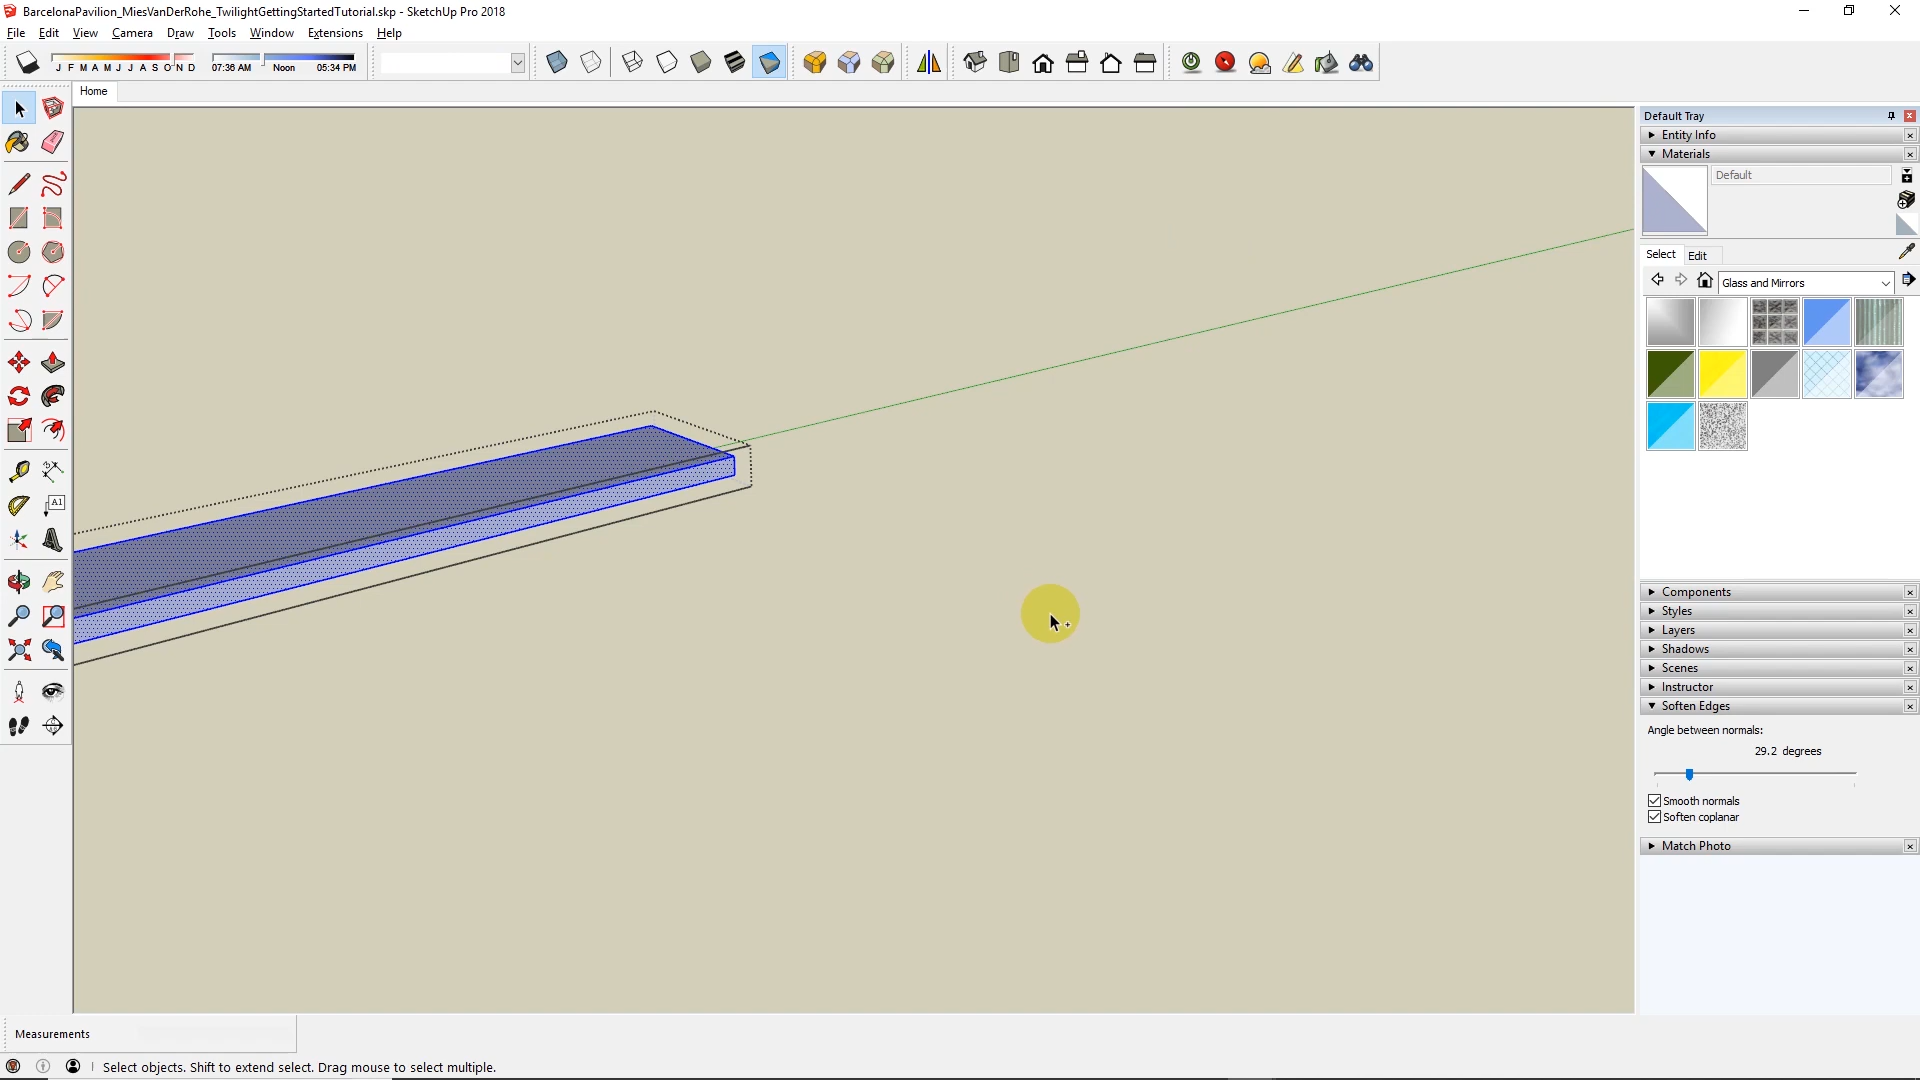 BarcelonaPavilion_MiesVanDerRohe_TwilightGettingStartedTutorial.skp - SketchUp Pro 2018
File Edit View Camera Draw Tools Window Extensions Help
J F M A M J J A S O N D 07:36 AM Noon 05:34 PM
Home
Default Tray
Entity Info
Materials
Default
Select Edit
Glass and Mirrors
A1
Components
Styles
Layers
Shadows
Scenes
Instructor
Soften Edges
Angle between normals:
29.2 degrees
Smooth normals
Soften coplanar
Match Photo
Measurements
Select objects. Shift to extend select. Drag mouse to select multiple.